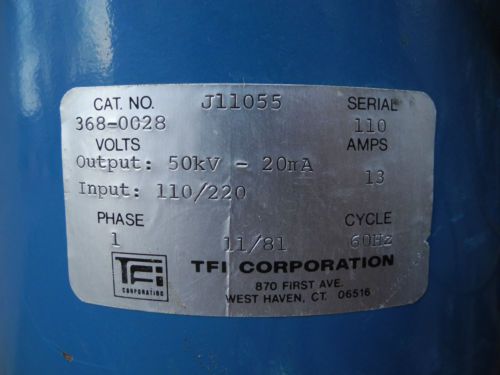 CAT. NO. J11055 SERIAL
368-0028 110
VOLTS AMPS
Output: 50kV - 20mA
Input: 110/220 13
PHASE CYCLE
1 11/81 60Hz
TFI TFI CORPORATION
CORPORATION 870 FIRST AVE.
WEST HAVEN, CT. 06516